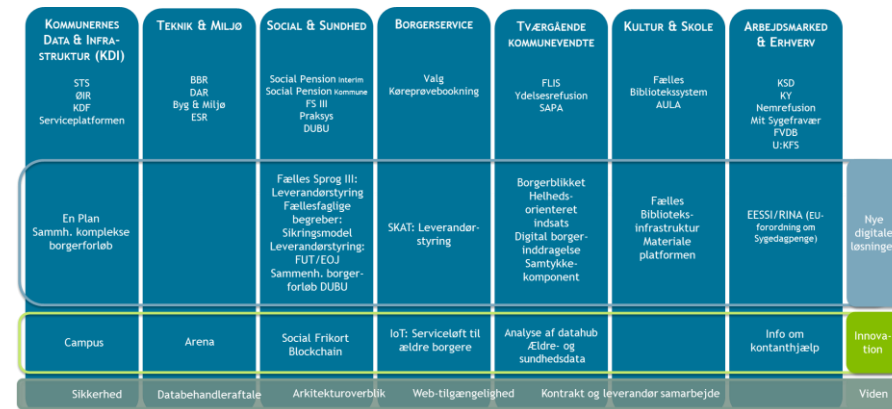 KOMMUNERNES
DATA & INFRA-
STRUKTUR (KDI)
STS
ØIR
KDF
Serviceplatformen
TEKNIK & MILJØ
BBR
DAR
Byg & Miljø
ESR
SOCIAL & SUNDHED
Social Pension Interim
Social Pension Kommune
FS III
Praksys
DUBU
BORGERSERVICE
Valg
Køreprøvebookning
TVÆRGÅENDE
KOMMUNEVENDTE
FLIS
Ydelsesrefusion
SAPA
KULTUR & SKOLE
Fælles
Bibliotekssystem
AULA
ARBEJDSMARKED
& ERHVERV
KSD
KY
Nemrefusion
Mit Sygefravær
FVDB
U:KFS
En Plan
Sammh. komplekse
borgerforløb
Fælles Sprog III:
Leverandørstyring
Fællesfaglige
begreber:
Sikringsmodel
Leverandørstyring:
FUT/EOJ
Sammenh. borger-
forløb DUBU
SKAT: Leverandør-
styring
Borgerblikket
Helheds-
orienteret
indsats
Digital borger-
inddragelse
Samtykke-
komponent
Fælles
Biblioteks-
infrastruktur
Materiale
platformen
EESSI/RINA (EU-
forordning om
Sygedagpenge)
Nye
digitale
løsninge
Campus
Arena
Social Frikort
Blockchain
IoT: Serviceløft til
ældre borgere
Analyse af datahub
Ældre- og
sundhedsdata
Info om
kontanthjælp
Innova-
tion
Sikkerhed Databehandleraftale Arkitekturoverblik Web-tilgængelighed Kontrakt og leverandør samarbejde Viden